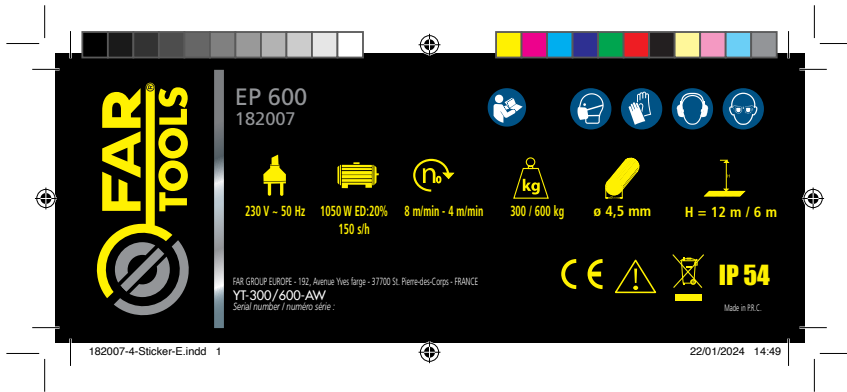 FAR
TOOLS
®
EP 600
182007
n₀
kg
230 V ~ 50 Hz
1050 W ED:20%
150 s/h
8 m/min - 4 m/min
300 / 600 kg
ø 4,5 mm
H = 12 m / 6 m
FAR GROUP EUROPE - 192, Avenue Yves farge - 37700 St. Pierre-des-Corps - FRANCE
YT-300/600-AW
Serial number / numéro série :
CE
IP 54
Made in P.R.C.
182007-4-Sticker-E.indd 1
22/01/2024 14:49